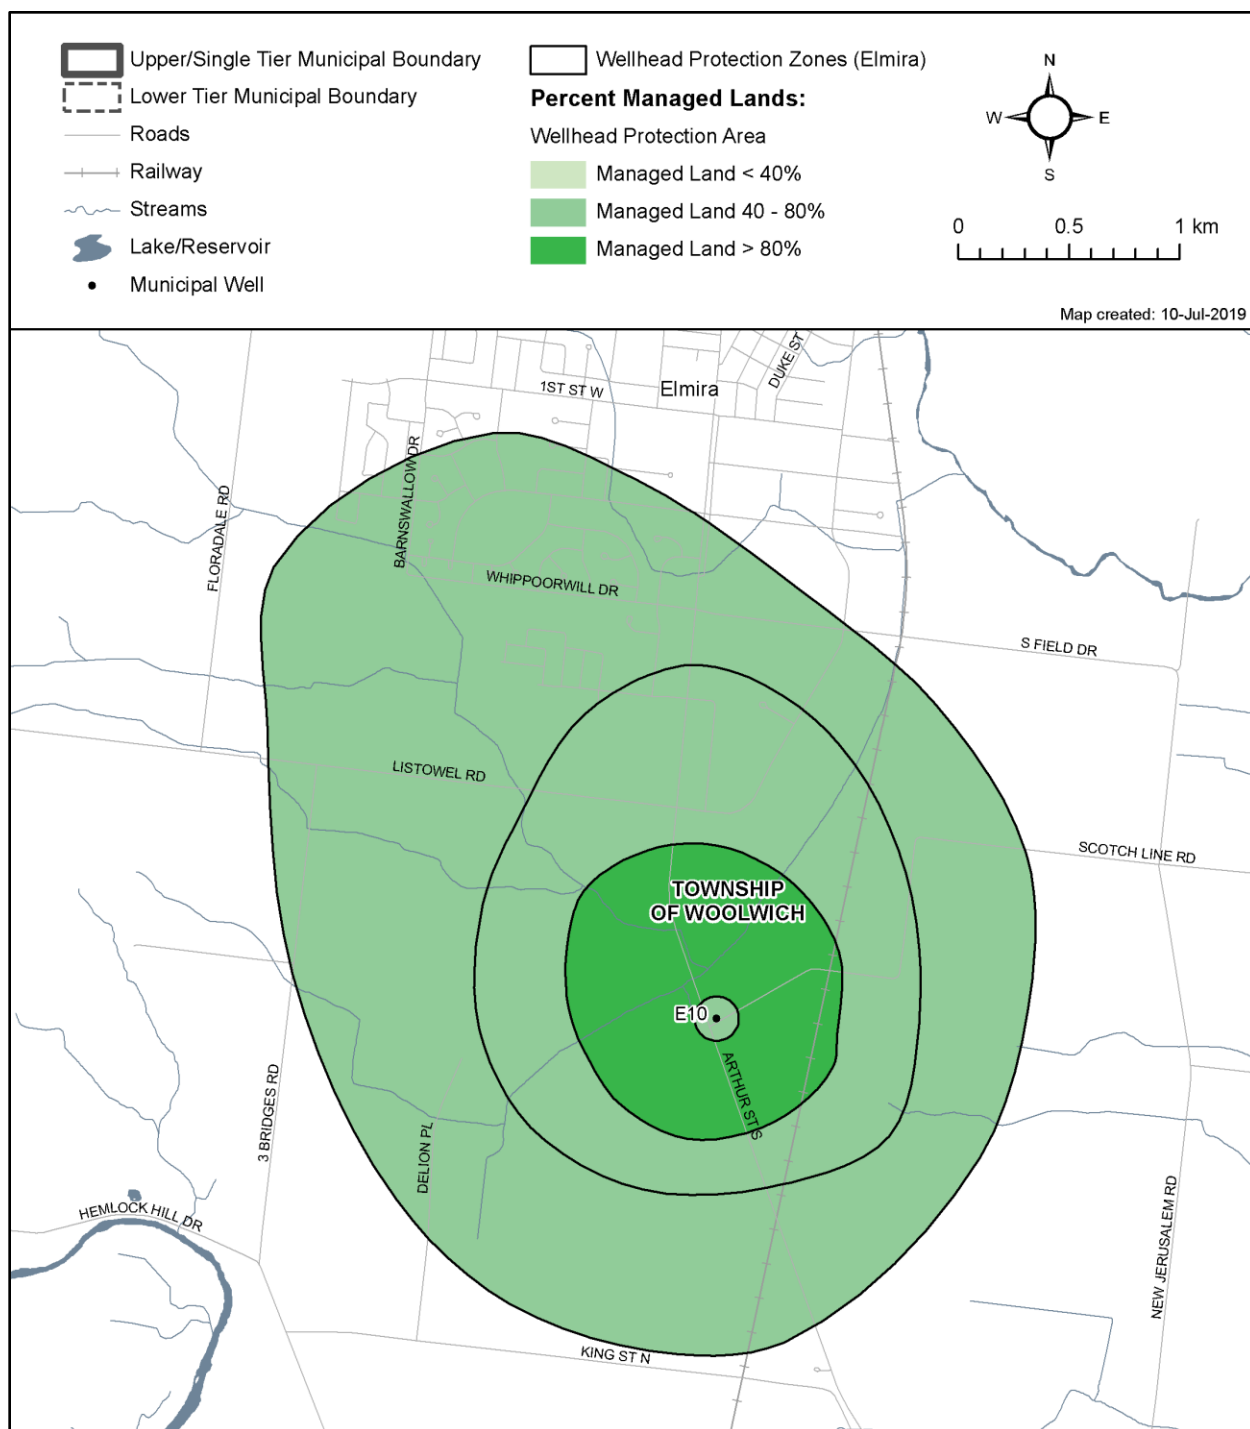 Upper/Single Tier Municipal Boundary
Lower Tier Municipal Boundary
Roads
Railway
Streams
Lake/Reservoir
Municipal Well
Wellhead Protection Zones (Elmira)
Percent Managed Lands:
Wellhead Protection Area
Managed Land < 40%
Managed Land 40 - 80%
Managed Land > 80%
N
W E
S
0 0.5 1 km
Map created: 10-Jul-2019
DUKE ST
1ST ST W
Elmira
BARNSWALLOW DR
FLORADALE RD
WHIPPOORWILL DR
S FIELD DR
LISTOWEL RD
SCOTCH LINE RD
TOWNSHIP
OF WOOLWICH
E10
ARTHUR ST S
3 BRIDGES RD
DELION PL
HEMLOCK HILL DR
NEW JERUSALEM RD
KING ST N